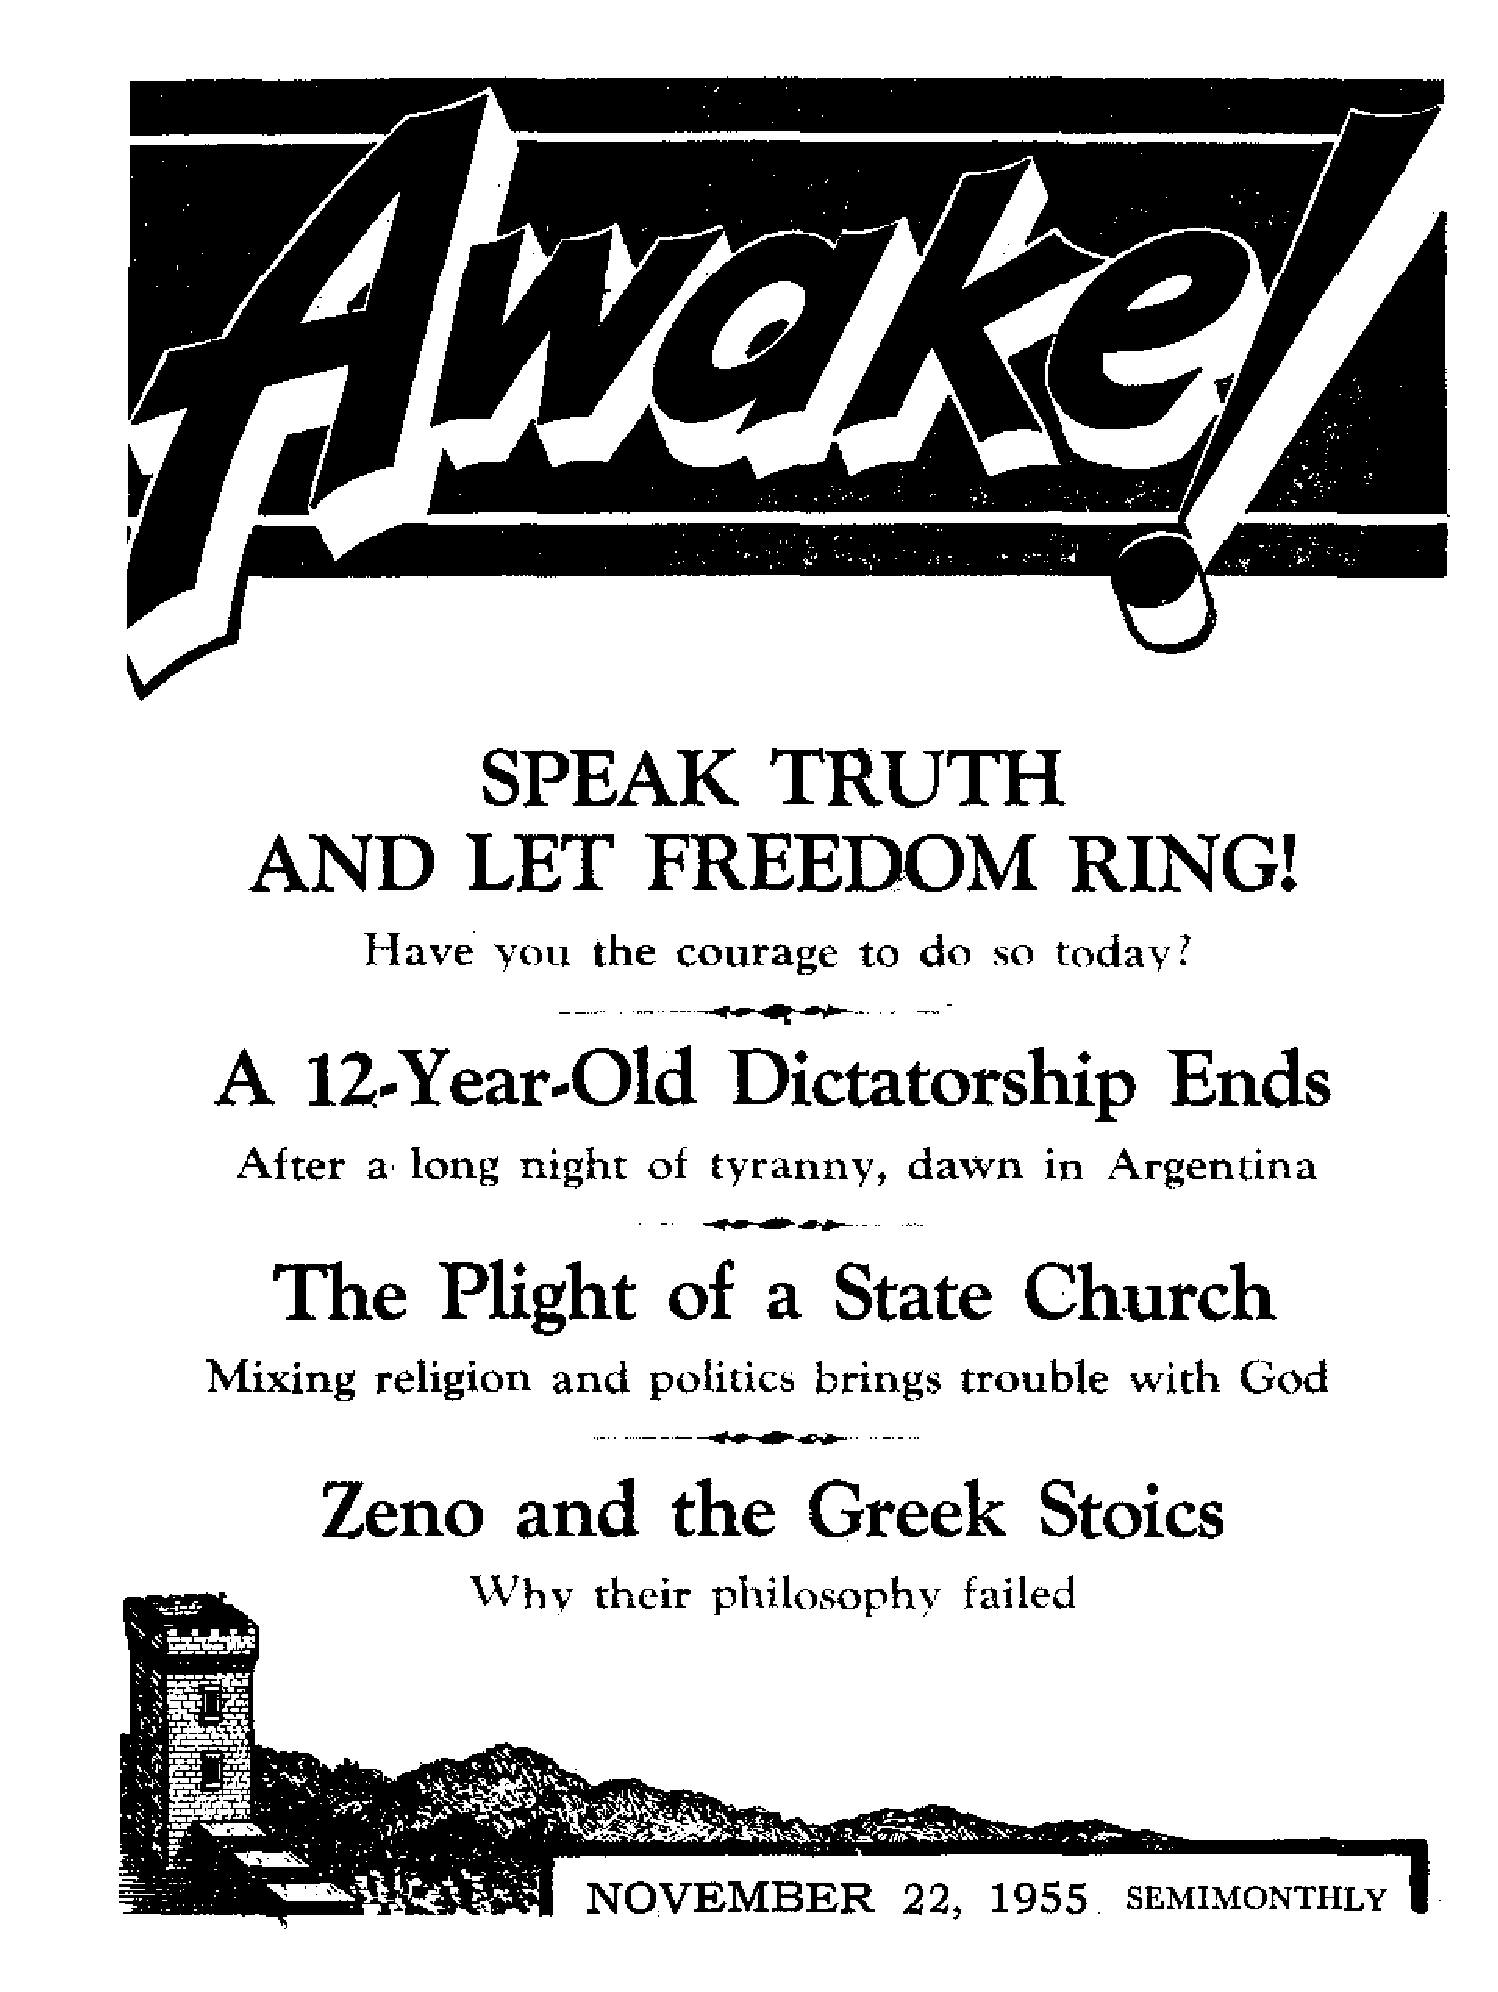 Awake!
SPEAK TRUTH
AND LET FREEDOM RING!
Have you the courage to do so today?
A 12-Year-Old Dictatorship Ends
After a long night of tyranny, dawn in Argentina
The Plight of a State Church
Mixing religion and politics brings trouble with God
Zeno and the Greek Stoics
Why their philosophy failed
NOVEMBER 22, 1955 SEMIMONTHLY